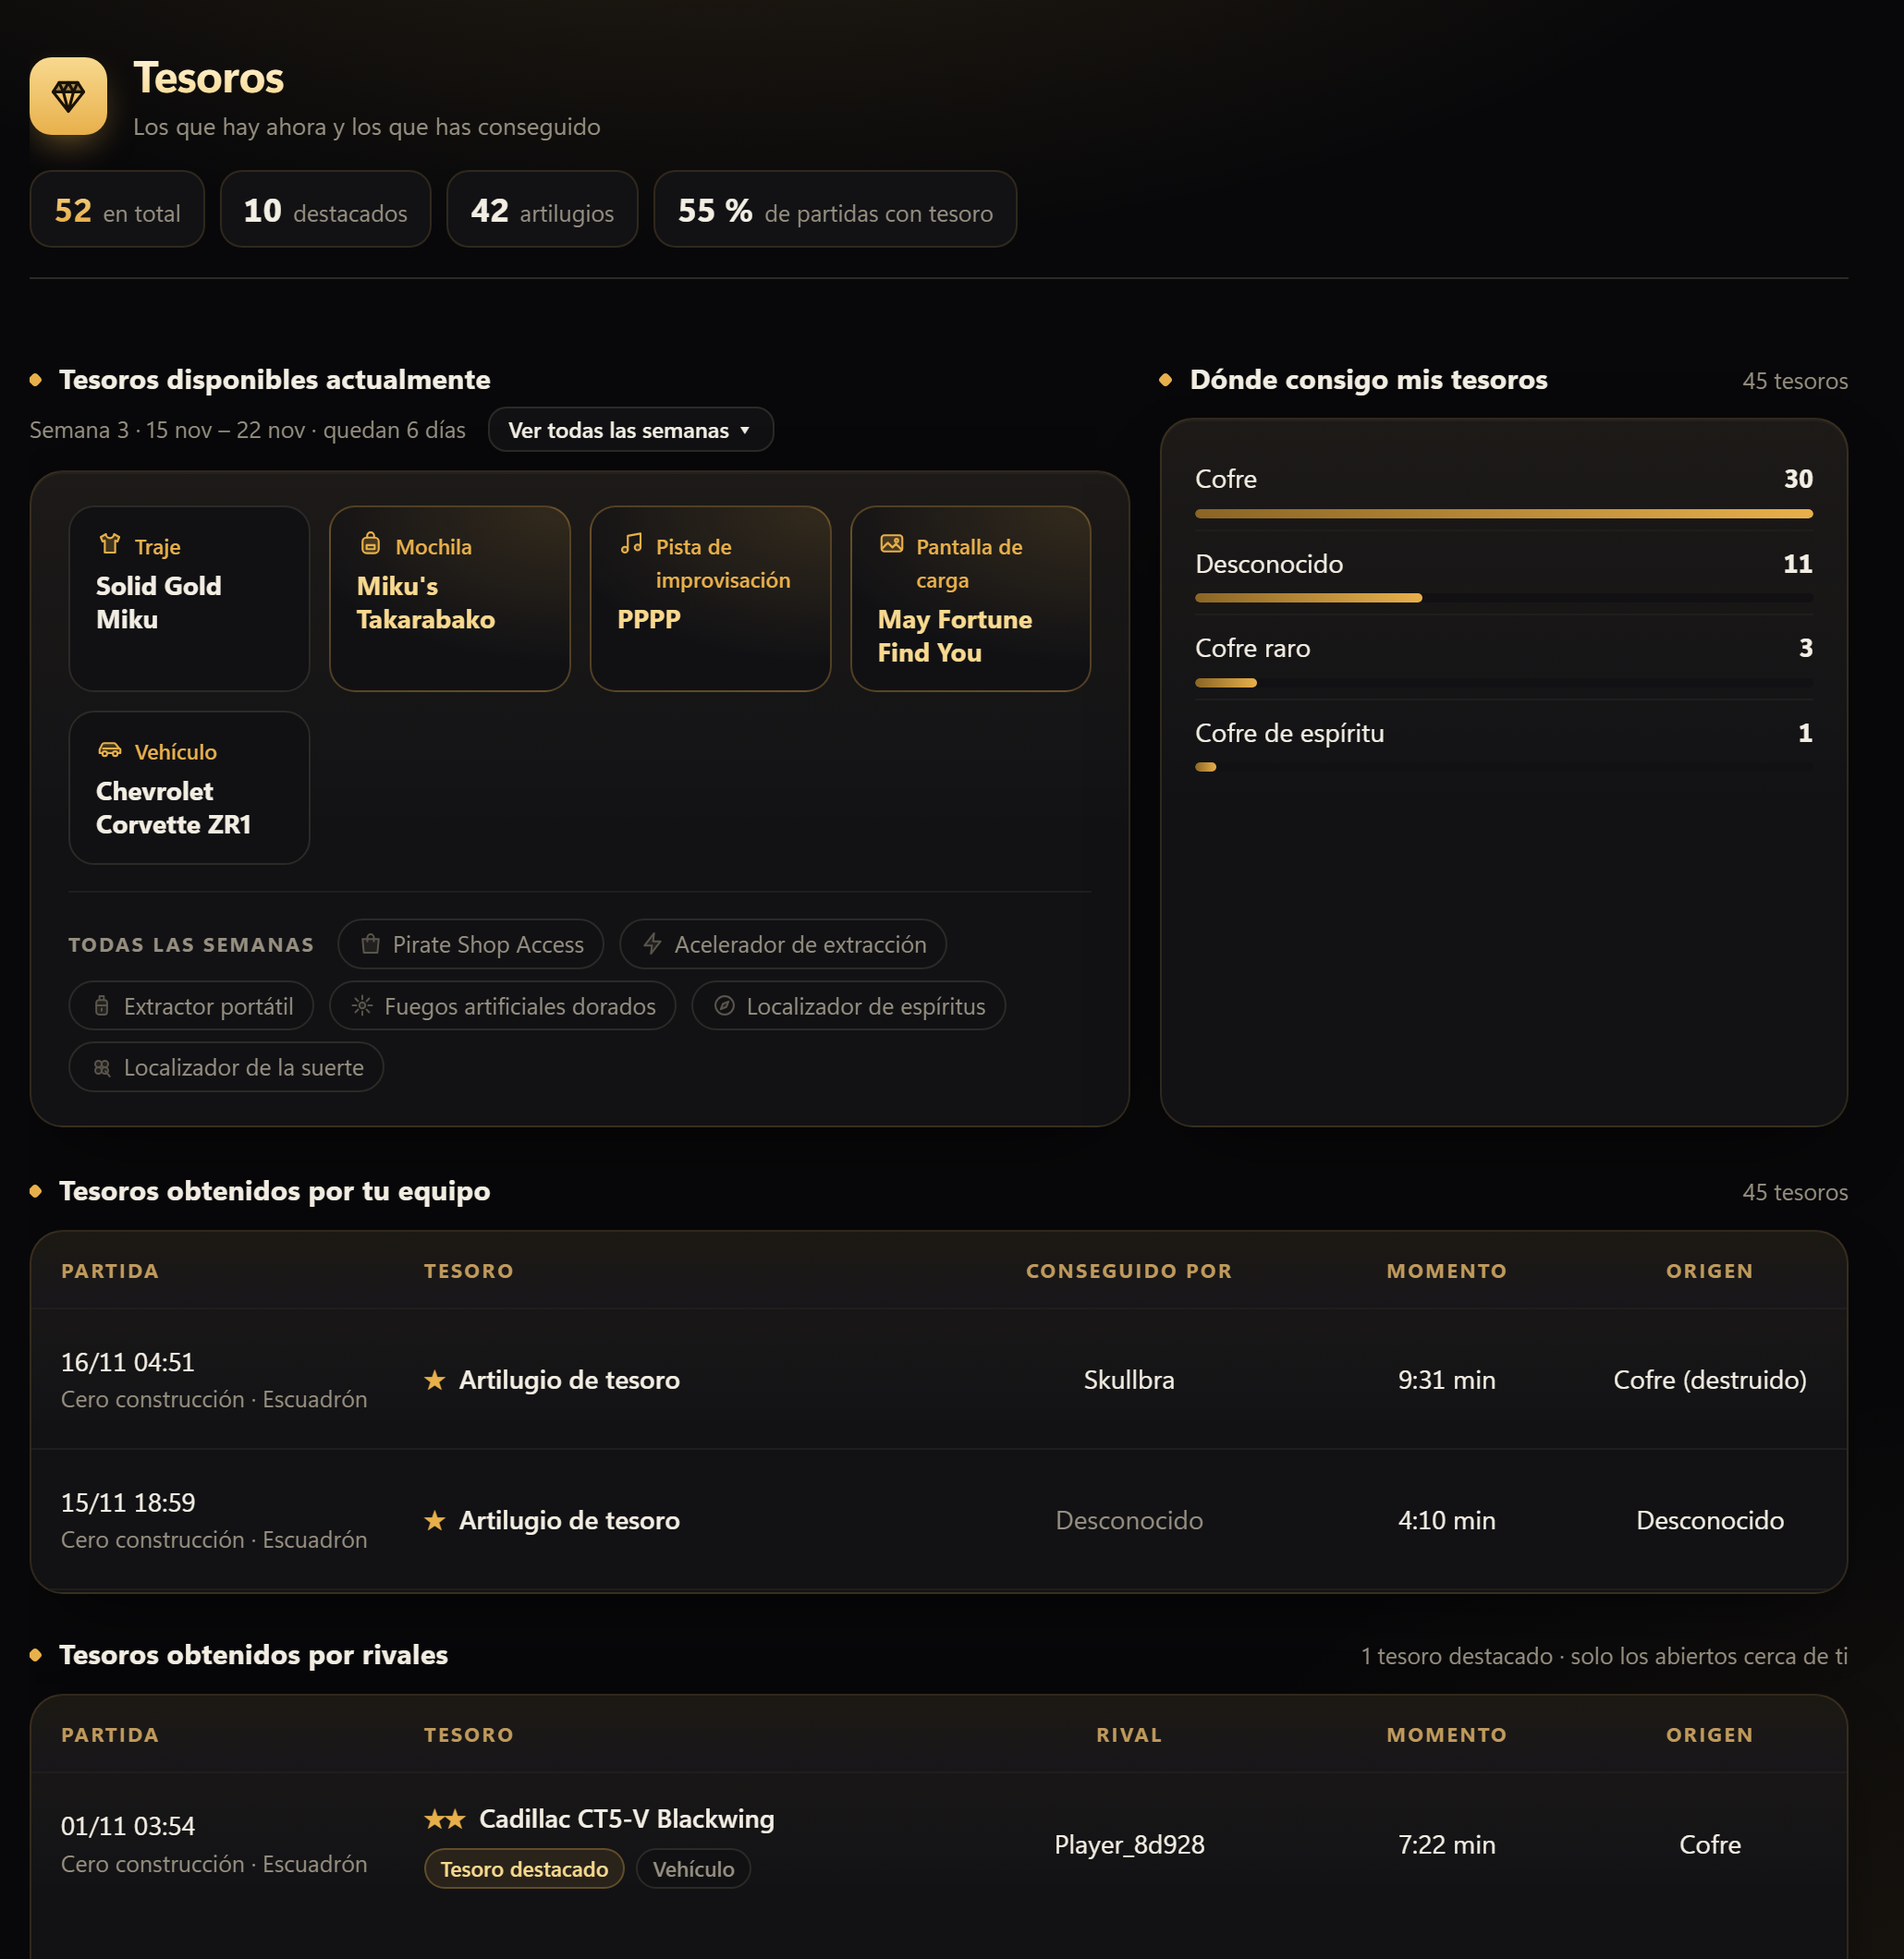 Tesoros
Los que hay ahora y los que has conseguido
52 en total
10 destacados
42 artilugios
55 % de partidas con tesoro
Tesoros disponibles actualmente
Semana 3 · 15 nov – 22 nov · quedan 6 días
Ver todas las semanas ▼
Traje
Solid Gold
Miku
Mochila
Miku's
Takarabako
Pista de
improvisación
PPPP
Pantalla de
carga
May Fortune
Find You
Vehículo
Chevrolet
Corvette ZR1
TODAS LAS SEMANAS
Pirate Shop Access
Acelerador de extracción
Extractor portátil
Fuegos artificiales dorados
Localizador de espíritus
Localizador de la suerte
Dónde consigo mis tesoros
45 tesoros
Cofre 30
Desconocido 11
Cofre raro 3
Cofre de espíritu 1
Tesoros obtenidos por tu equipo
45 tesoros
PARTIDA TESORO CONSEGUIDO POR MOMENTO ORIGEN
16/11 04:51
Cero construcción · Escuadrón
★ Artilugio de tesoro
Skullbra
9:31 min
Cofre (destruido)
15/11 18:59
Cero construcción · Escuadrón
★ Artilugio de tesoro
Desconocido
4:10 min
Desconocido
Tesoros obtenidos por rivales
1 tesoro destacado · solo los abiertos cerca de ti
PARTIDA TESORO RIVAL MOMENTO ORIGEN
01/11 03:54
Cero construcción · Escuadrón
★★ Cadillac CT5-V Blackwing
Tesoro destacado
Vehículo
Player_8d928
7:22 min
Cofre